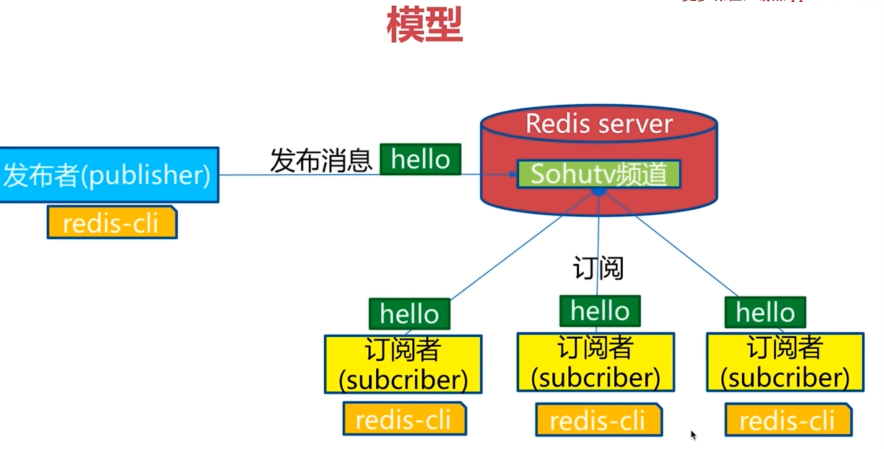 模型
Redis server
发布消息
hello
Sohutv频道
发布者(publisher)
redis-cli
订阅
hello
hello
hello
订阅者
(subcriber)
订阅者
(subcriber)
订阅者
(subcriber)
redis-cli
redis-cli
redis-cli